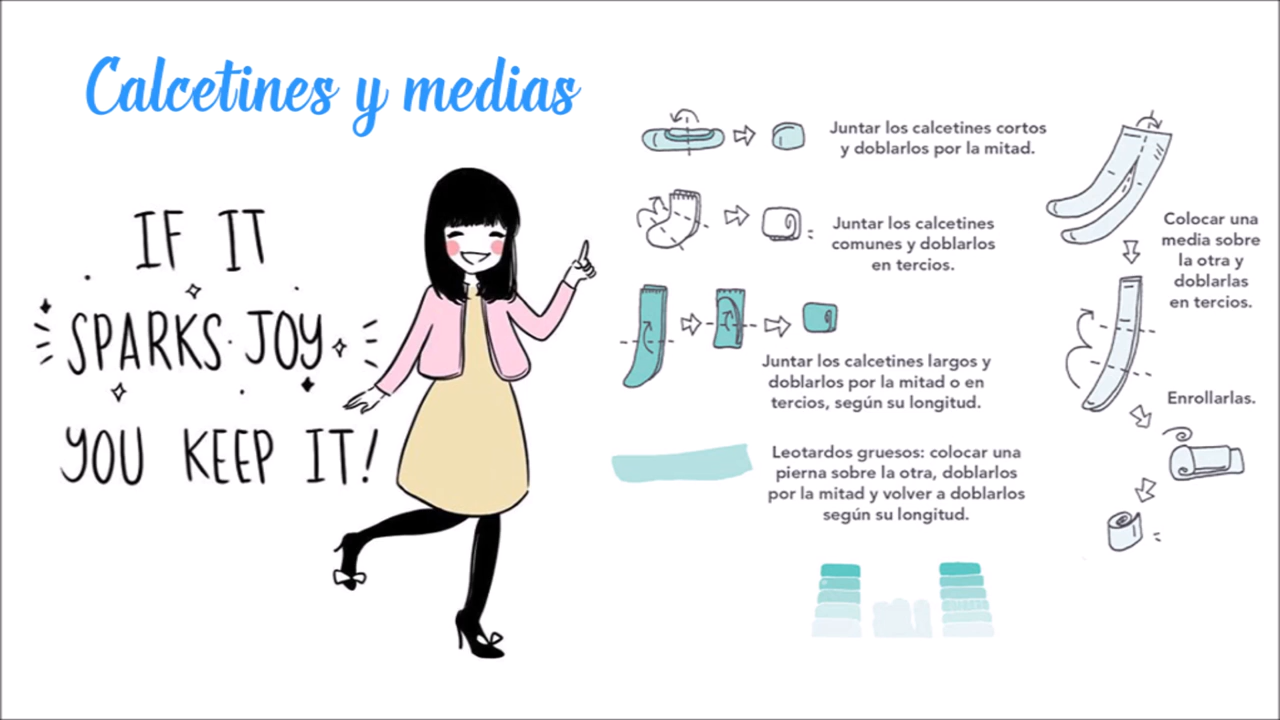 Calcetines y medias
IF IT
SPARKS JOY
YOU KEEP IT!
Juntar los calcetines cortos
y doblarlos por la mitad.
Juntar los calcetines
comunes y doblarlos
en tercios.
Juntar los calcetines largos y
doblarlos por la mitad o en
tercios, según su longitud.
Leotardos gruesos: colocar una
pierna sobre la otra, doblarlos
por la mitad y volver a doblarlos
según su longitud.
Colocar una
media sobre
la otra y
doblarlas
en tercios.
Enrollarlas.